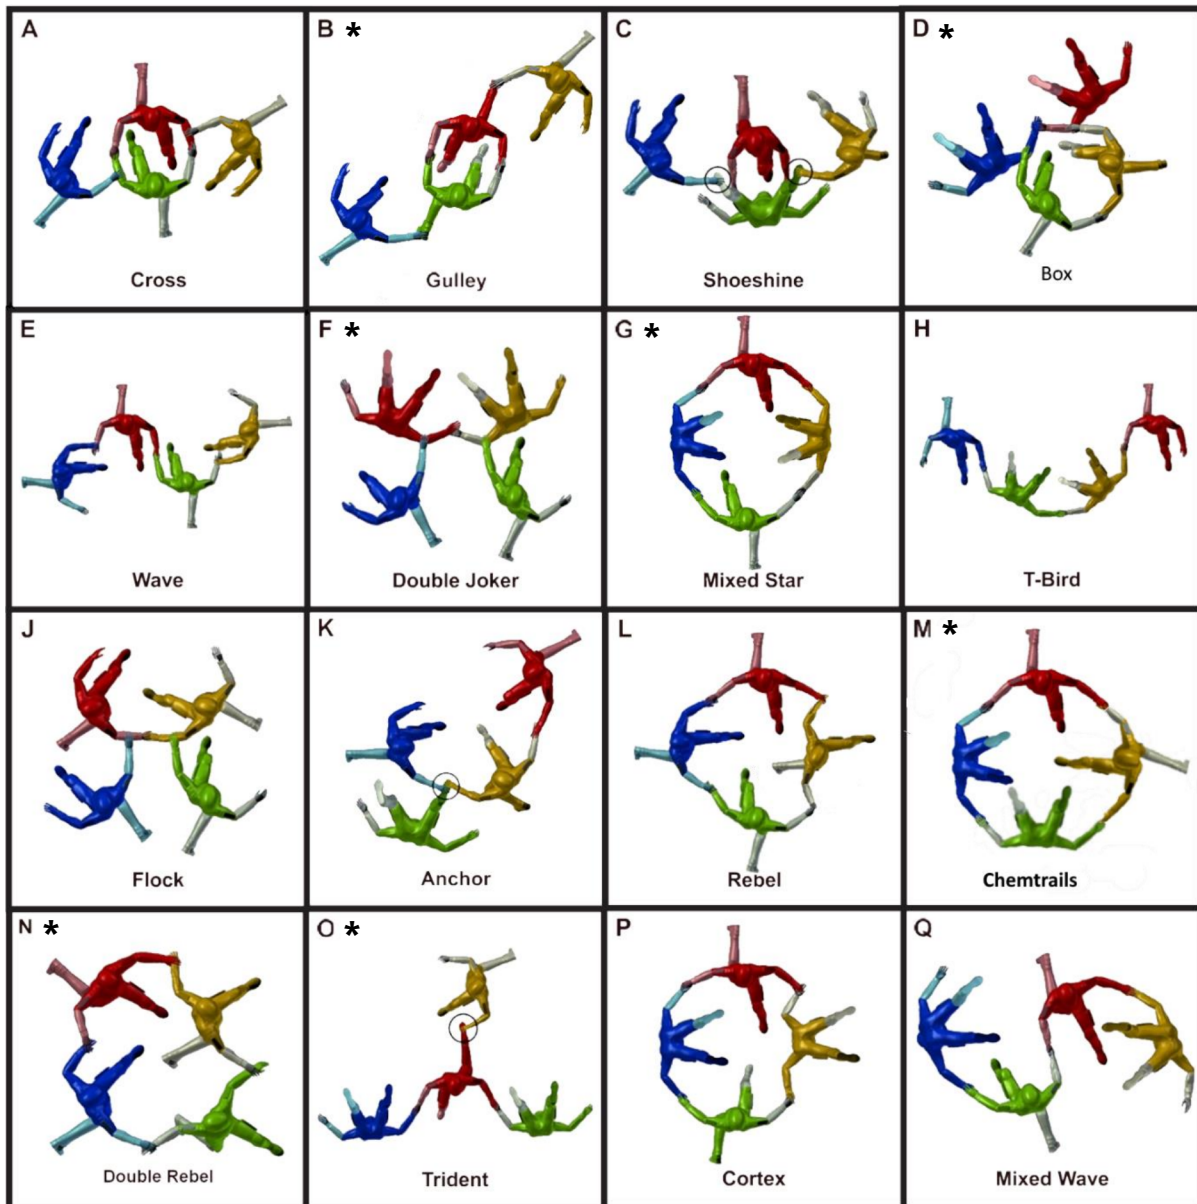 A
B *
C
D *
Cross
Gulley
Shoeshine
Box
E
F *
G *
H
Wave
Double Joker
Mixed Star
T-Bird
J
K
L
M *
Flock
Anchor
Rebel
Chemtrails
N *
O *
P
Q
Double Rebel
Trident
Cortex
Mixed Wave